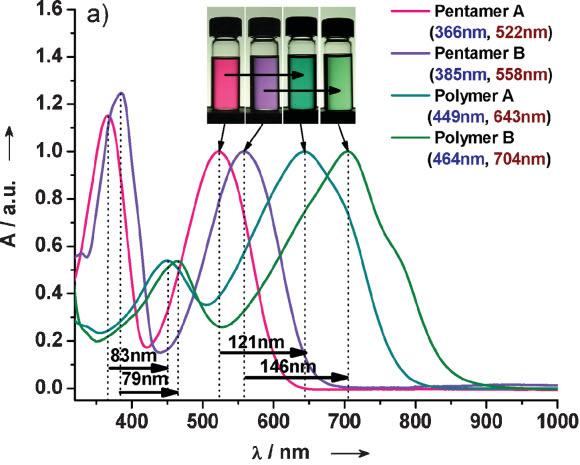 a)
Pentamer A
(366nm, 522nm)
Pentamer B
(385nm, 558nm)
Polymer A
(449nm, 643nm)
Polymer B
(464nm, 704nm)
1.6
1.4
1.2
1.0
0.8
0.6
0.4
0.2
0.0
A / a.u.
83nm
79nm
121nm
146nm
400 500 600 700 800 900 1000
λ / nm